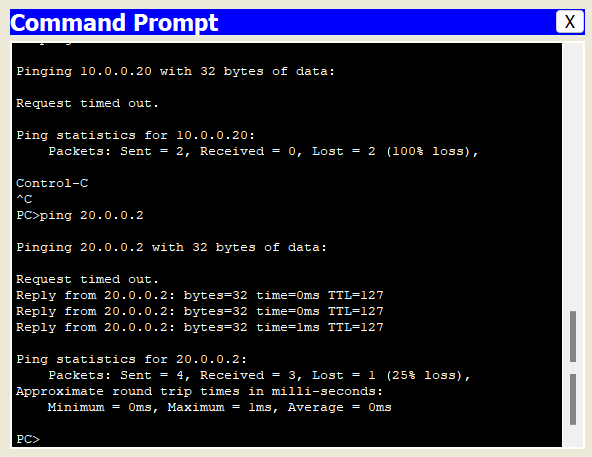 Command Prompt X
Pinging 10.0.0.20 with 32 bytes of data:
Request timed out.
Ping statistics for 10.0.0.20:
    Packets: Sent = 2, Received = 0, Lost = 2 (100% loss),
Control-C
^C
PC>ping 20.0.0.2
Pinging 20.0.0.2 with 32 bytes of data:
Request timed out.
Reply from 20.0.0.2: bytes=32 time=0ms TTL=127
Reply from 20.0.0.2: bytes=32 time=0ms TTL=127
Reply from 20.0.0.2: bytes=32 time=1ms TTL=127
Ping statistics for 20.0.0.2:
    Packets: Sent = 4, Received = 3, Lost = 1 (25% loss),
Approximate round trip times in milli-seconds:
    Minimum = 0ms, Maximum = 1ms, Average = 0ms
PC>